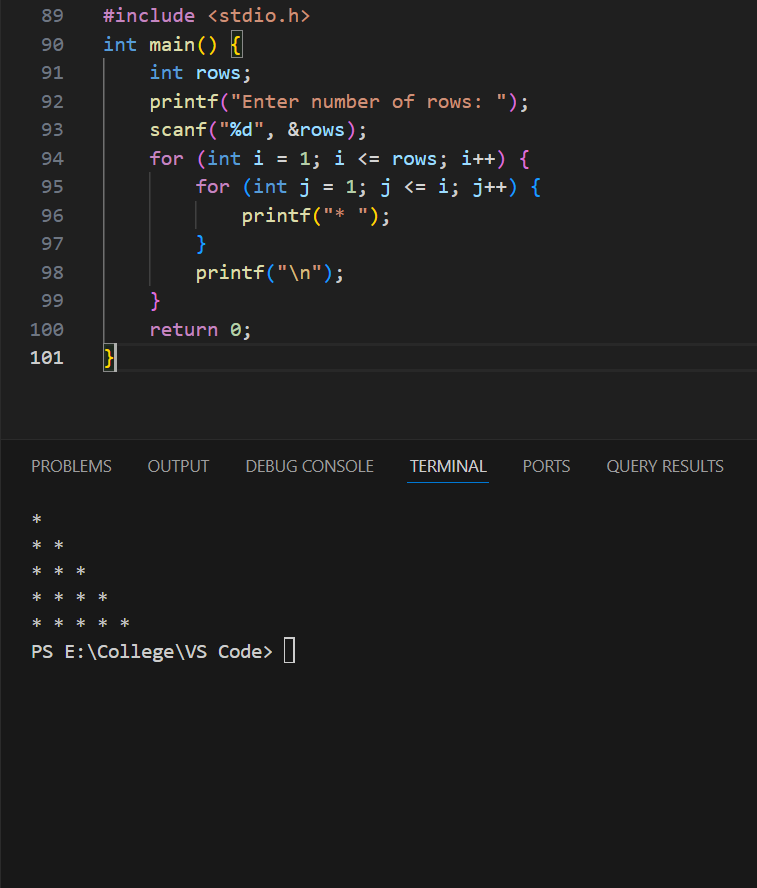 89 #include <stdio.h>
90 int main() {
91     int rows;
92     printf("Enter number of rows: ");
93     scanf("%d", &rows);
94     for (int i = 1; i <= rows; i++) {
95         for (int j = 1; j <= i; j++) {
96             printf("* ");
97         }
98         printf("\n");
99     }
100     return 0;
101 }
PROBLEMS OUTPUT DEBUG CONSOLE TERMINAL PORTS QUERY RESULTS
*
* *
* * *
* * * *
* * * * *
PS E:\College\VS Code>